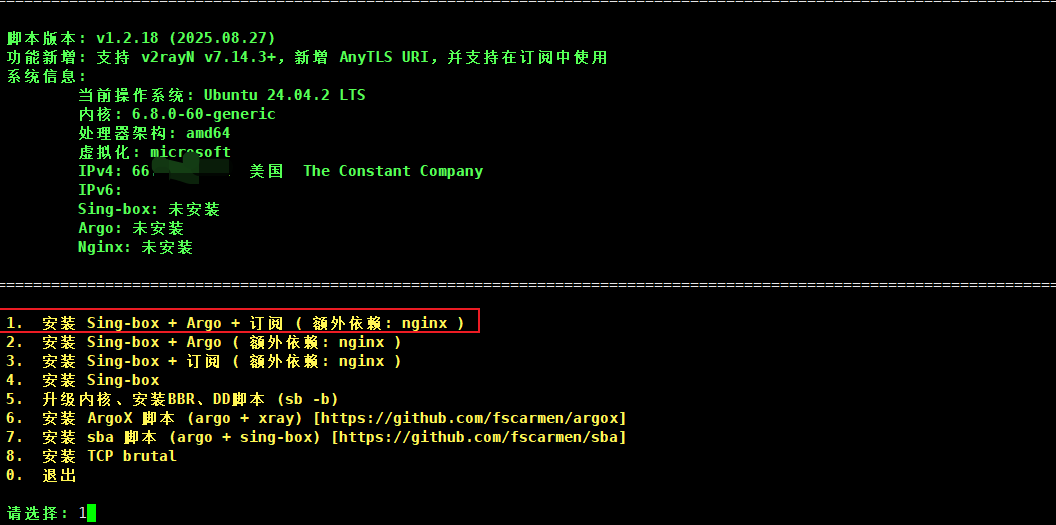 脚本版本: v1.2.18 (2025.08.27)
功能新增: 支持 v2rayN v7.14.3+，新增 AnyTLS URI，并支持在订阅中使用
系统信息:
当前操作系统: Ubuntu 24.04.2 LTS
内核: 6.8.0-60-generic
处理器架构: amd64
虚拟化: microsoft
IPv4: 66. 美国 The Constant Company
IPv6:
Sing-box: 未安装
Argo: 未安装
Nginx: 未安装
1. 安装 Sing-box + Argo + 订阅 ( 额外依赖: nginx )
2. 安装 Sing-box + Argo ( 额外依赖: nginx )
3. 安装 Sing-box + 订阅 ( 额外依赖: nginx )
4. 安装 Sing-box
5. 升级内核、安装BBR、DD脚本 (sb -b)
6. 安装 ArgoX 脚本 (argo + xray) [https://github.com/fscarmen/argox]
7. 安装 sba 脚本 (argo + sing-box) [https://github.com/fscarmen/sba]
8. 安装 TCP brutal
0. 退出
请选择: 1